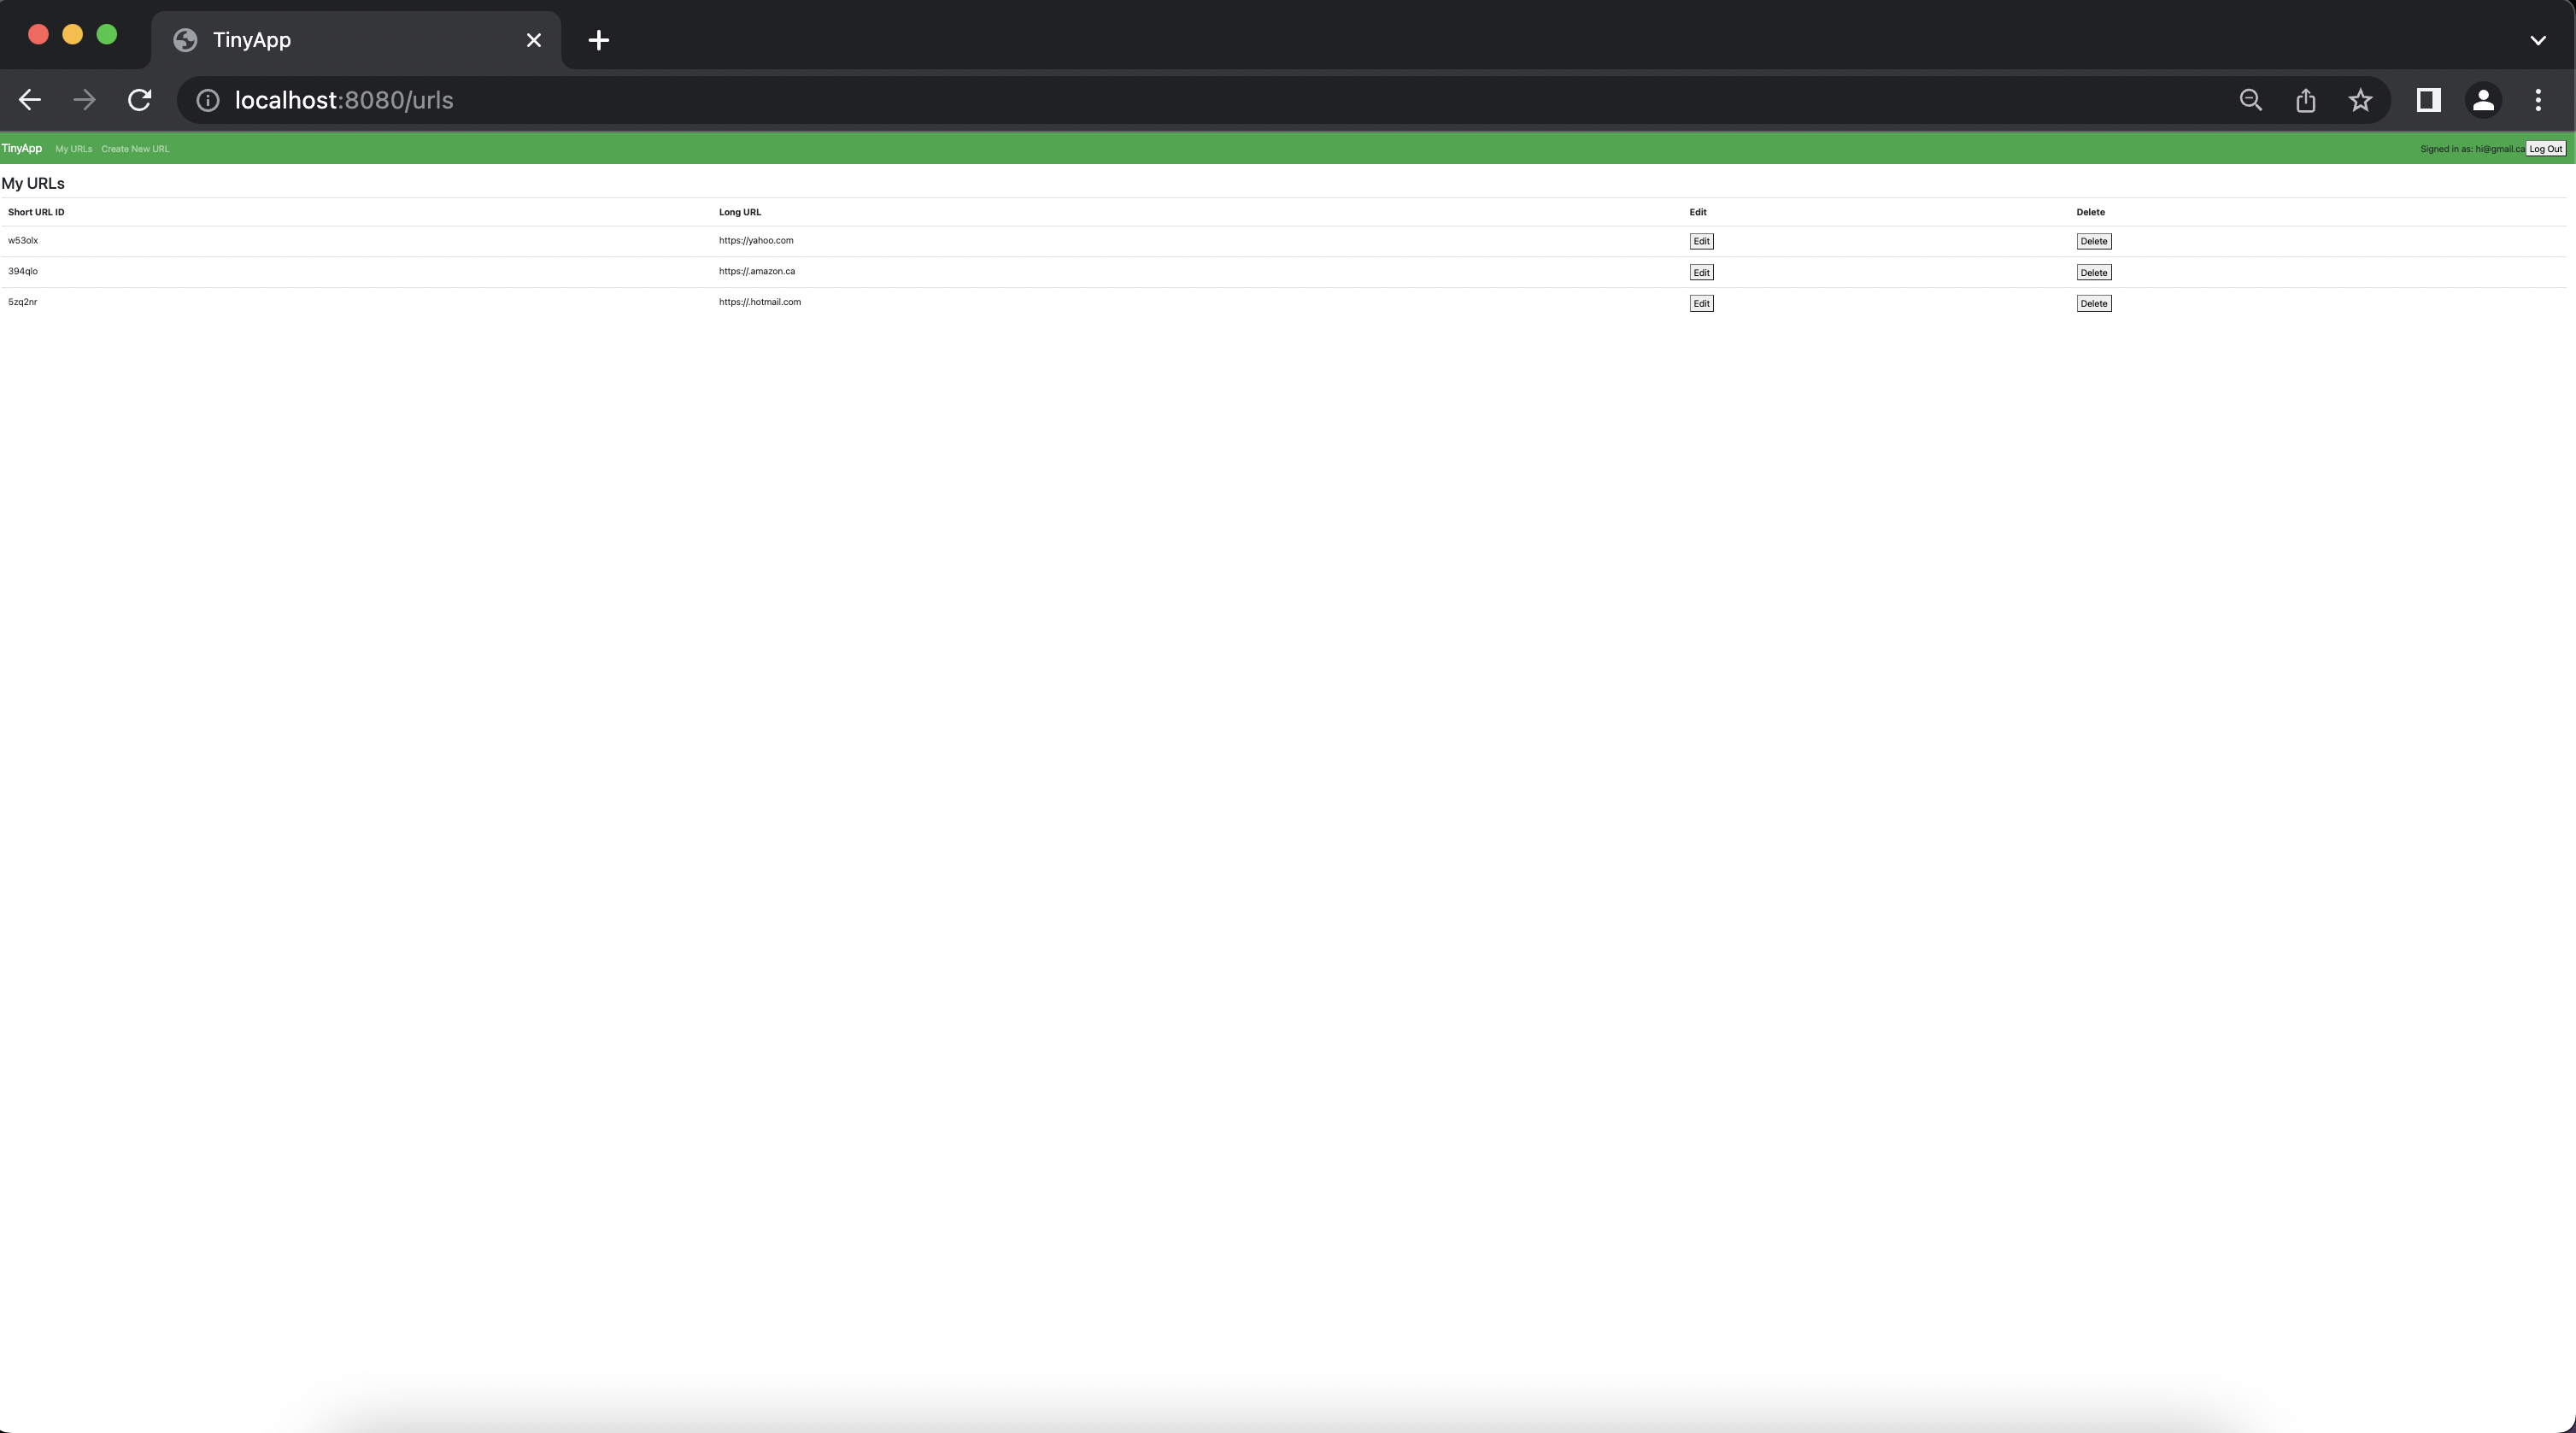 TinyApp
localhost:8080/urls
TinyApp My URLs Create New URL Signed in as: hi@gmail.ca Log Out
My URLs
Short URL ID Long URL Edit Delete
w53olx https://yahoo.com Edit Delete
394qlo https://.amazon.ca Edit Delete
5zq2nr https://.hotmail.com Edit Delete